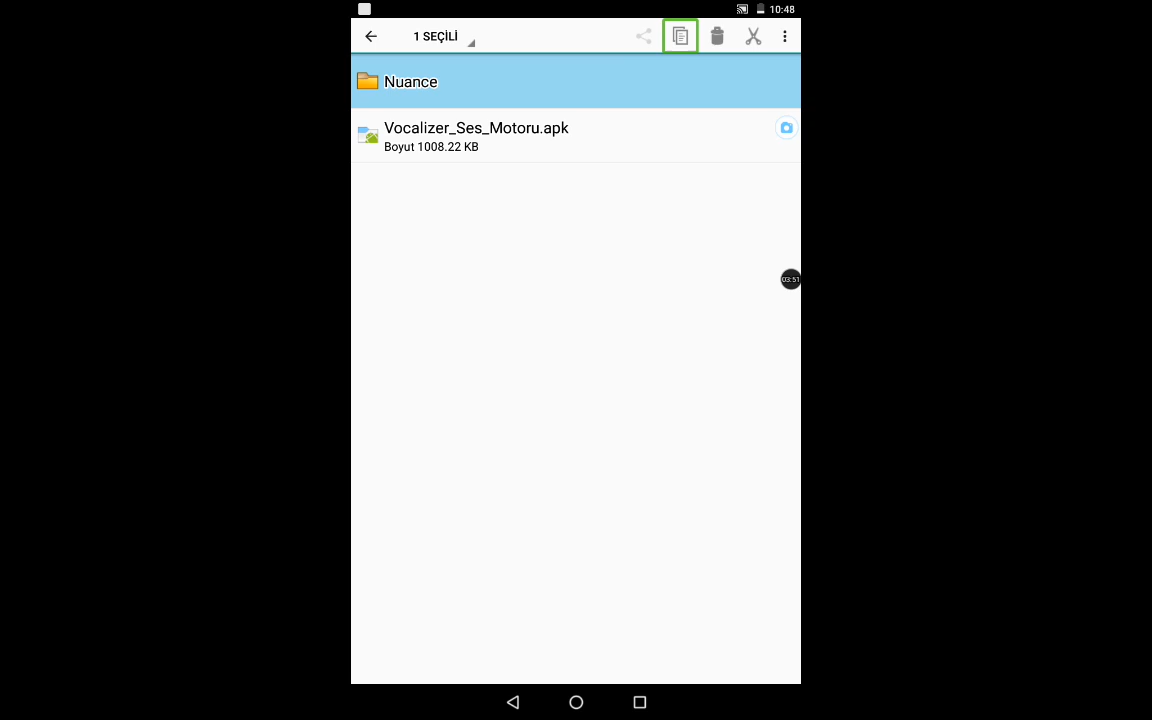 10:48
1 SEÇİLİ
Nuance
Vocalizer_Ses_Motoru.apk
Boyut 1008.22 KB
03:51